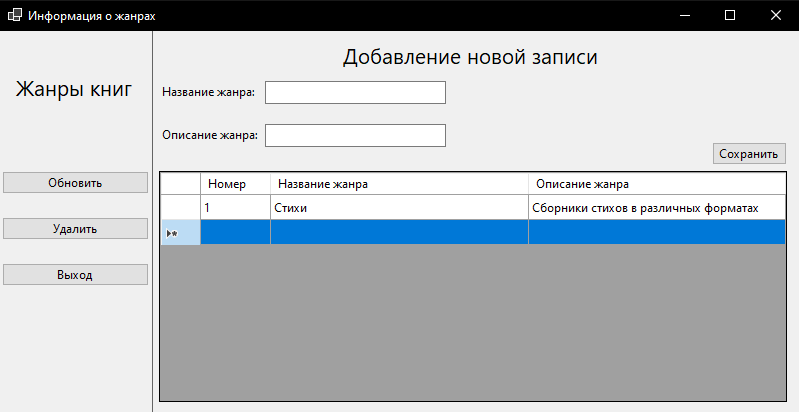 Информация о жанрах
Жанры книг
Обновить
Удалить
Выход
Добавление новой записи
Название жанра:
Описание жанра:
Сохранить
Номер Название жанра Описание жанра
1 Стихи Сборники стихов в различных форматах